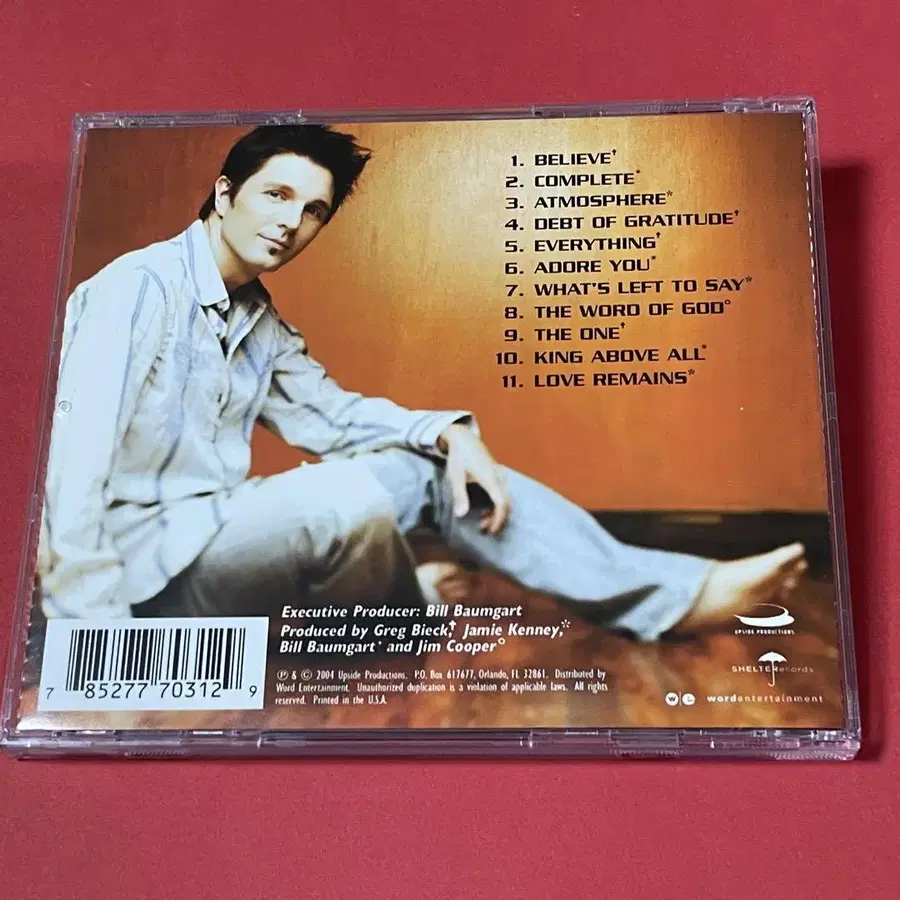 1. BELIEVE†
2. COMPLETE*
3. ATMOSPHERE*
4. DEBT OF GRATITUDE†
5. EVERYTHING†
6. ADORE YOU*
7. WHAT'S LEFT TO SAY*
8. THE WORD OF GOD°
9. THE ONE†
10. KING ABOVE ALL*
11. LOVE REMAINS*
Executive Producer: Bill Baumgart
Produced by Greg Bieck,† Jamie Kenney,*
Bill Baumgart* and Jim Cooper°
℗ & © 2004 Upside Productions. P.O. Box 617677, Orlando, FL 32861. Distributed by
Word Entertainment. Unauthorized duplication is a violation of applicable laws. All rights
reserved. Printed in the U.S.A.
7 85277 70312 9
UPSIDE PRODUCTIONS
SHELTERecords
w e wordentertainment